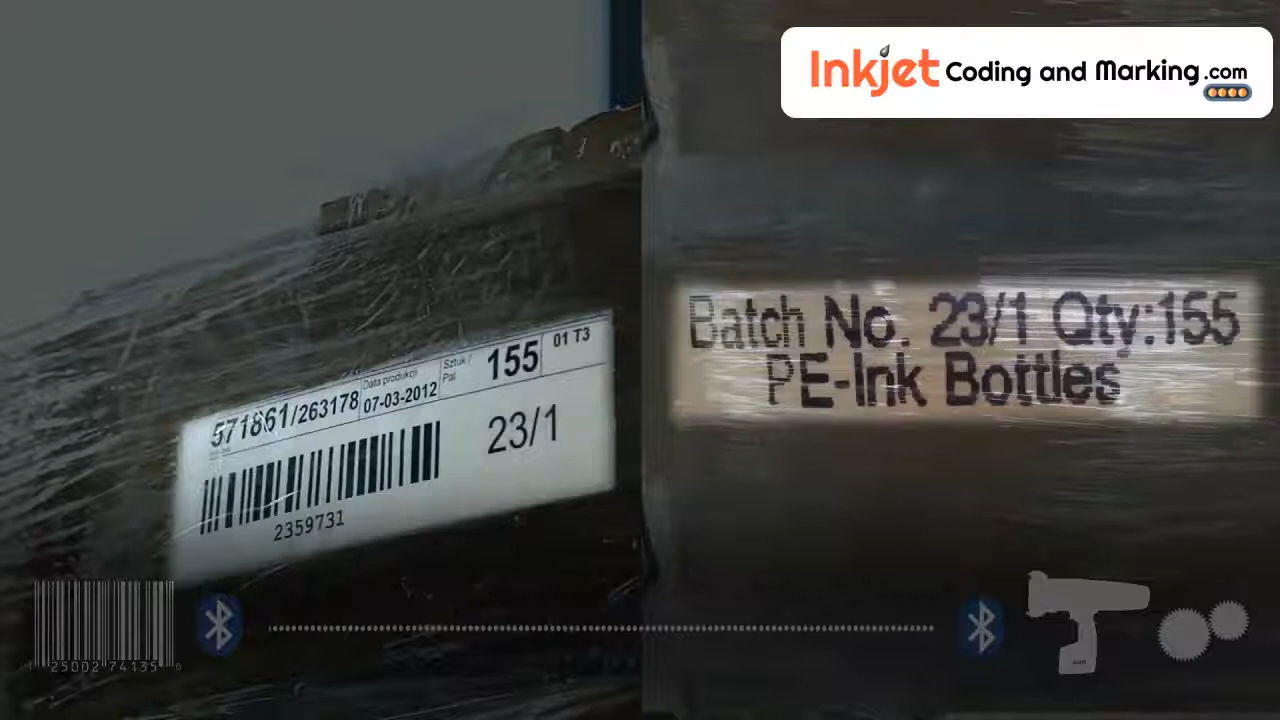 Inkjet Coding and Marking.com
571861/263178 Data produkcji 07-03-2012 Sztuk / Pal 155 01 T3
23/1
2359731
Batch No. 23/1 Qty:155
PE-Ink Bottles
25002 74135